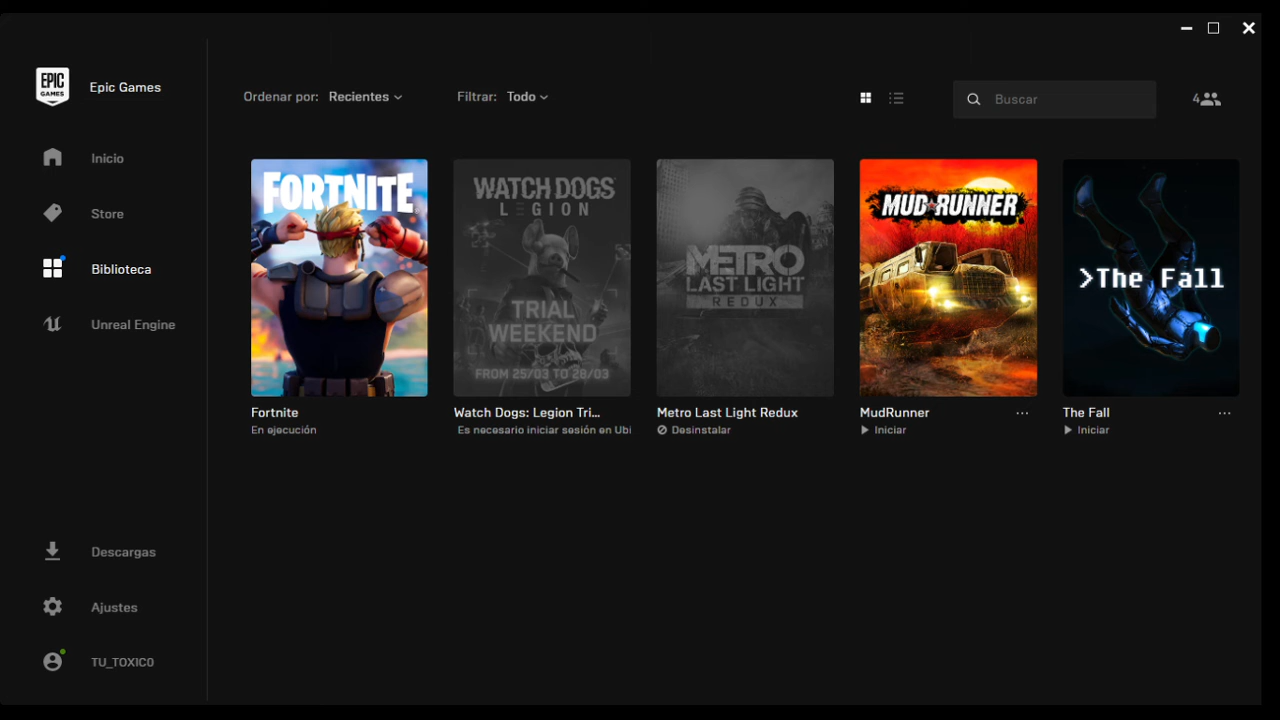 EPIC
GAMES
Epic Games
Inicio
Store
Biblioteca
Unreal Engine
Descargas
Ajustes
TU_TOXIC0
Ordenar por: Recientes
Filtrar: Todo
Buscar
4
FORTNITE
Fortnite
En ejecución
WATCH DOGS
LEGION
TRIAL
WEEKEND
FROM 25/03 TO 28/03
Watch Dogs: Legion Tri...
Es necesario iniciar sesión en Ubi
METRO
LAST LIGHT
REDUX
Metro Last Light Redux
Desinstalar
MUDRUNNER
MudRunner
...
Iniciar
>The Fall
The Fall
...
Iniciar